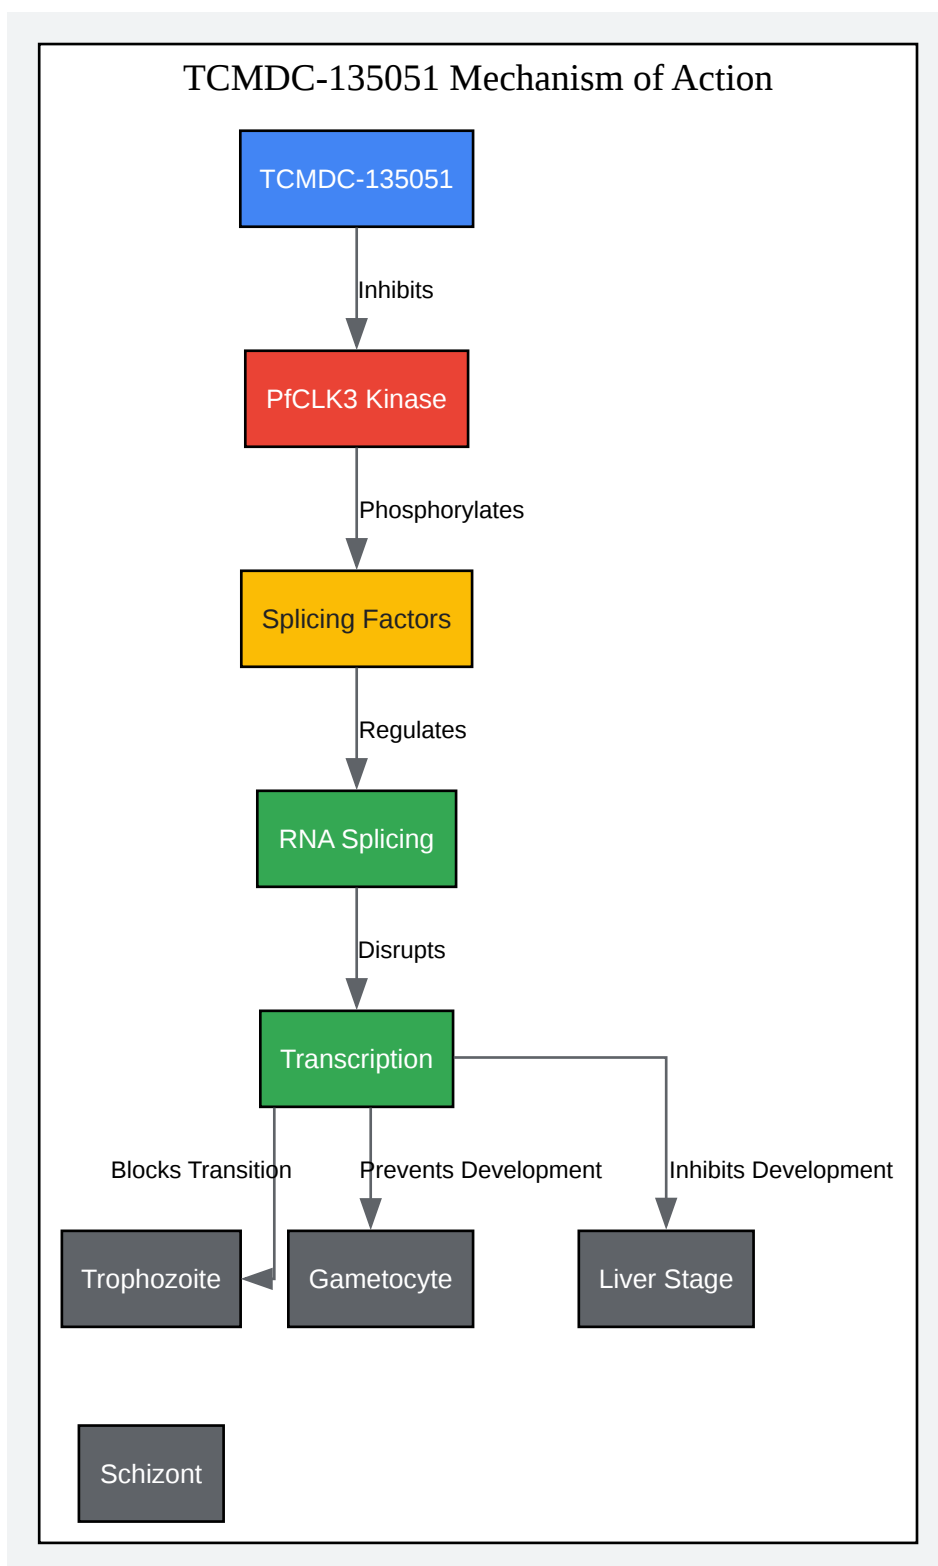 TCMDC-135051 Mechanism of Action
TCMDC-135051
Inhibits
PfCLK3 Kinase
Phosphorylates
Splicing Factors
Regulates
RNA Splicing
Disrupts
Transcription
Blocks Transition
Prevents Development
Inhibits Development
Trophozoite
Gametocyte
Liver Stage
Schizont